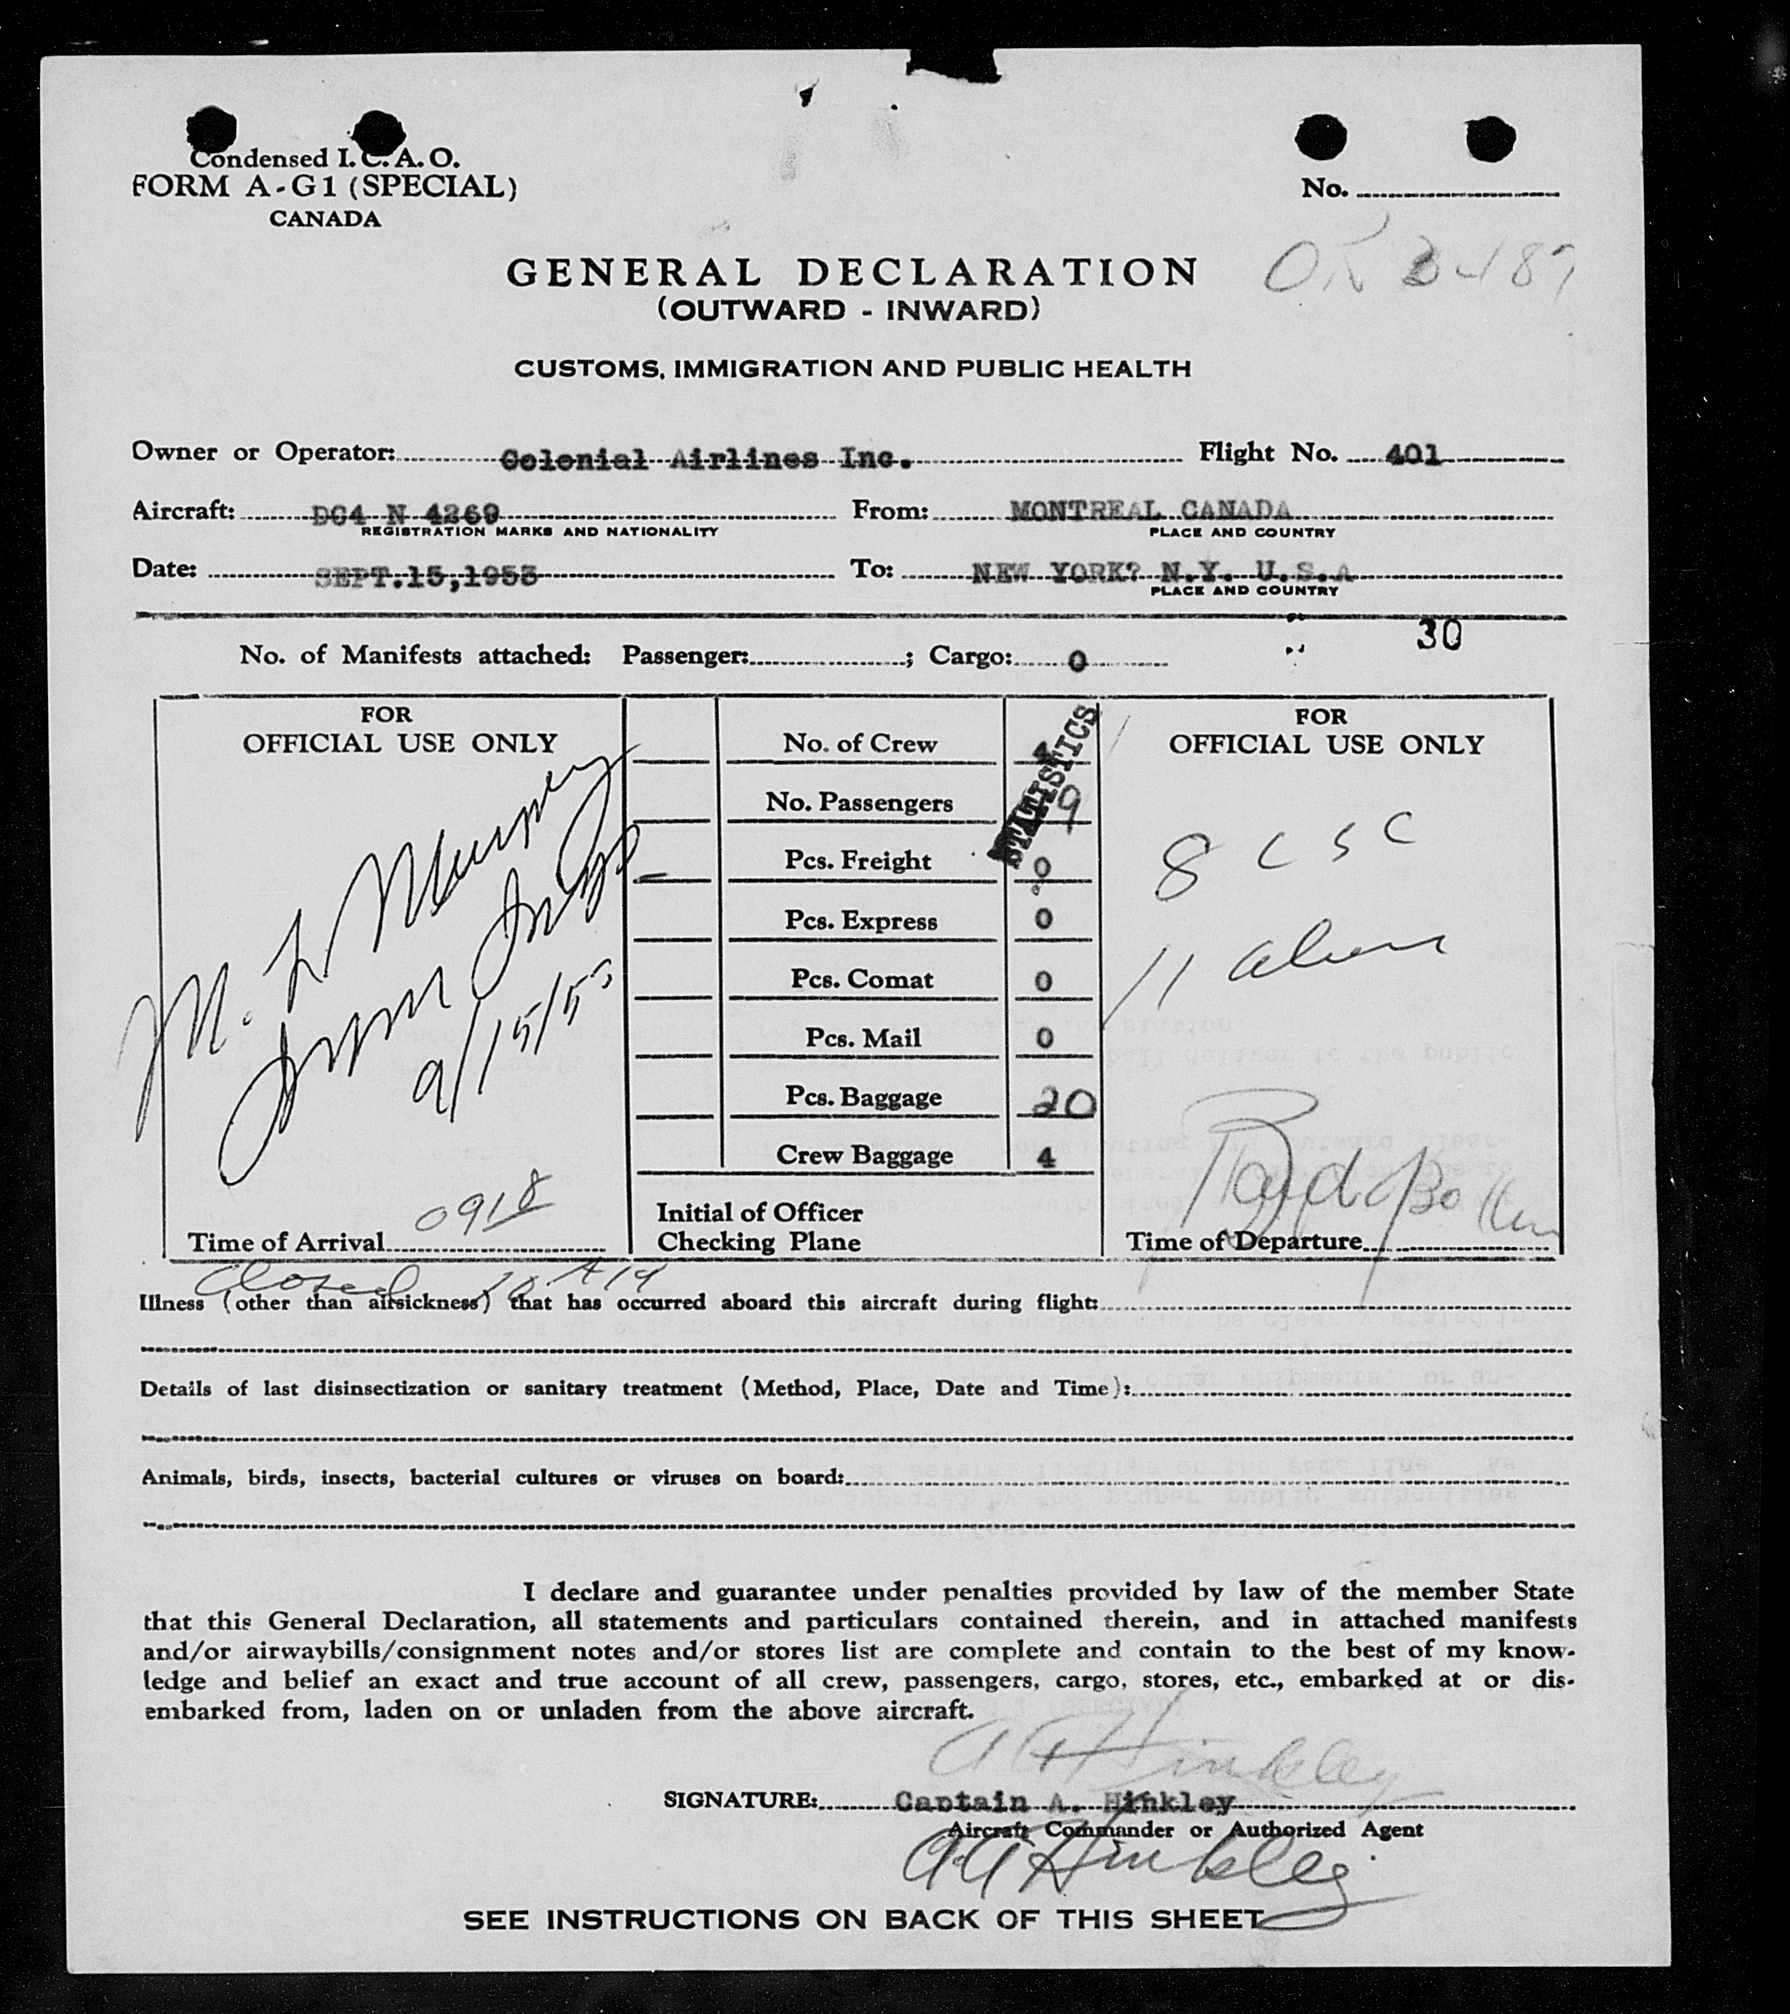 Condensed I. C. A. O.
FORM A-G1 (SPECIAL)
CANADA
No.
GENERAL DECLARATION
(OUTWARD - INWARD)
CUSTOMS, IMMIGRATION AND PUBLIC HEALTH
Owner or Operator: Colonial Airlines Inc. Flight No. 401
Aircraft: DC4 N 4269 From: MONTREAL CANADA
REGISTRATION MARKS AND NATIONALITY PLACE AND COUNTRY
Date: SEPT.15,1953 To: NEW YORK? N.Y. U.S.A
PLACE AND COUNTRY
30
No. of Manifests attached: Passenger: ; Cargo: 0
FOR
OFFICIAL USE ONLY
M. L Murphy
Immn Insp
9/15/53
0918
Time of Arrival
Closed
No. of Crew 4
No. Passengers 19
Pcs. Freight 0
Pcs. Express 0
Pcs. Comat 0
Pcs. Mail 0
Pcs. Baggage 20
Crew Baggage 4
STATISTICS
Initial of Officer
Checking Plane
FOR
OFFICIAL USE ONLY
8 c s c
11 alien
Time of Departure
Illness (other than airsickness) that has occurred aboard this aircraft during flight:
Details of last disinsectization or sanitary treatment (Method, Place, Date and Time):
Animals, birds, insects, bacterial cultures or viruses on board:
I declare and guarantee under penalties provided by law of the member State
that this General Declaration, all statements and particulars contained therein, and in attached manifests
and/or airwaybills/consignment notes and/or stores list are complete and contain to the best of my know-
ledge and belief an exact and true account of all crew, passengers, cargo, stores, etc., embarked at or dis-
embarked from, laden on or unladen from the above aircraft.
A A Hinkley
SIGNATURE: Captain A. Hinkley
Aircraft Commander or Authorized Agent
A A Hinkley
SEE INSTRUCTIONS ON BACK OF THIS SHEET